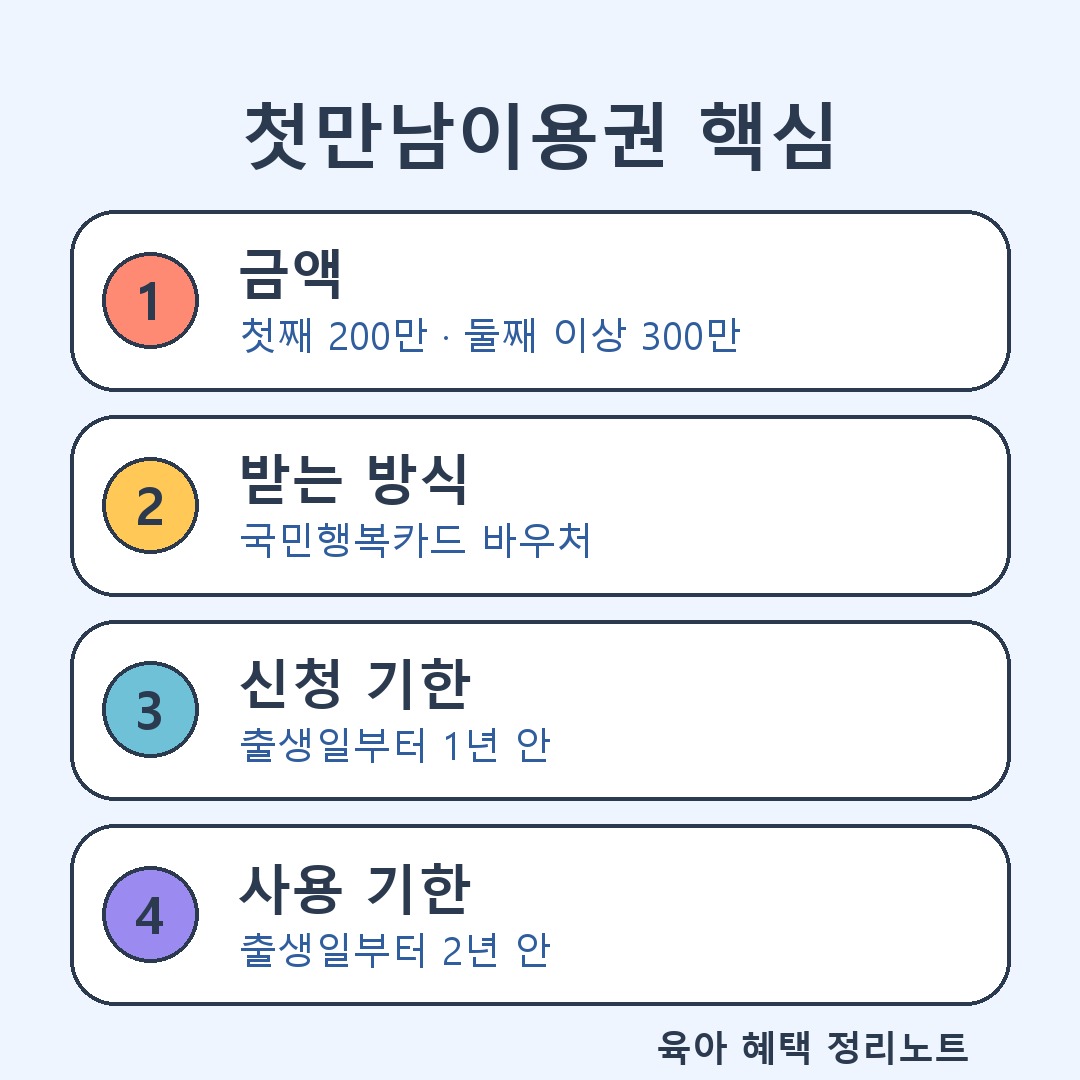 첫만남이용권 핵심
1
금액
첫째 200만 · 둘째 이상 300만
2
받는 방식
국민행복카드 바우처
3
신청 기한
출생일부터 1년 안
4
사용 기한
출생일부터 2년 안
육아 혜택 정리노트